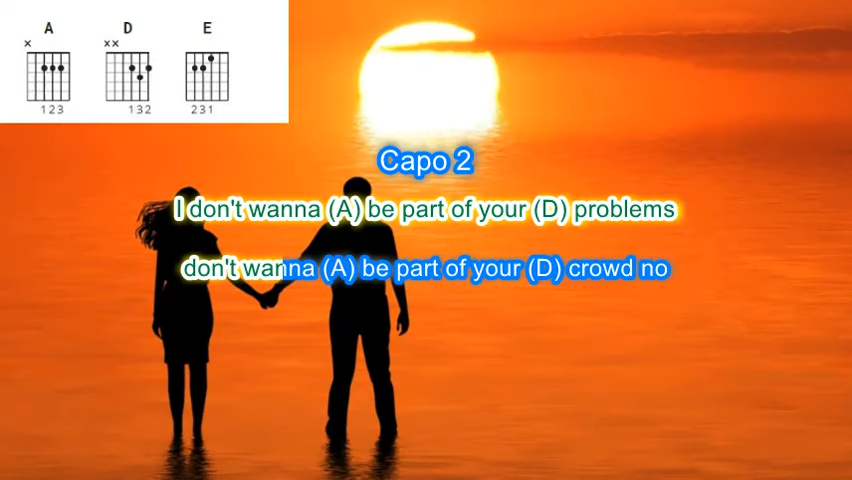 A D E
x xx
123 132 231
Capo 2
I don't wanna (A) be part of your (D) problems
don't wanna (A) be part of your (D) crowd no